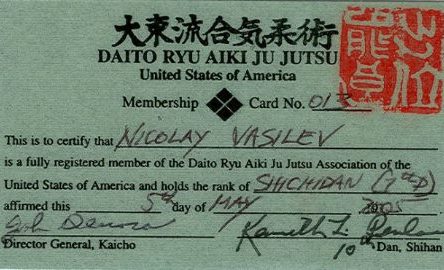 大東流合気柔術
DAITO RYU AIKI JU JUTSU
United States of America
Membership Card No. 013
This is to certify that NICOLAY VASILEV
is a fully registered member of the Daito Ryu Aiki Ju Jutsu Association of the
United States of America and holds the rank of SHICHIDAN (7th D)
affirmed this 5th day of MAY 2005
Kenneth
Director General, Kaicho 10th Dan, Shihan